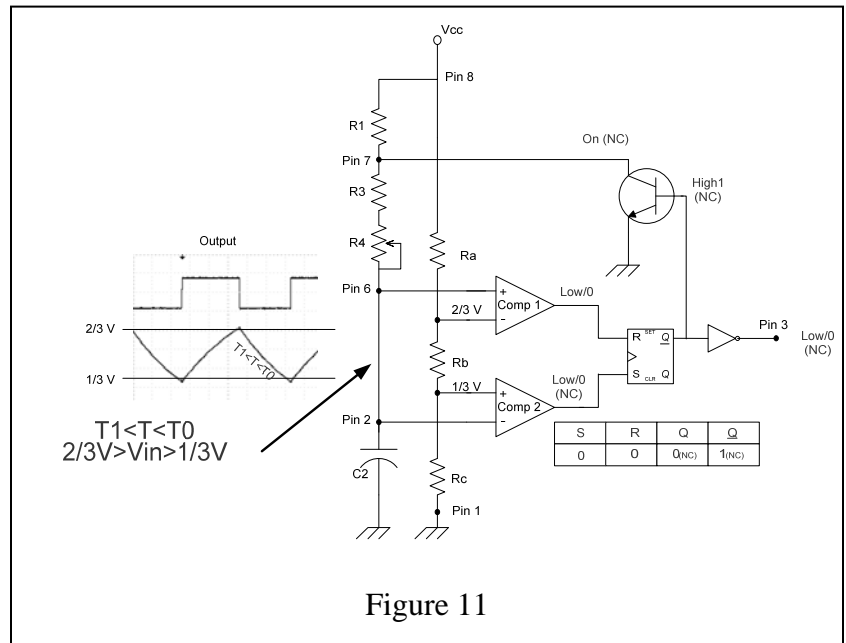 Vcc
Pin 8
R1
On (NC)
Pin 7
High1
(NC)
R3
Output
R4
Ra
Pin 6
Low/0
+
Comp 1
2/3 V
-
Pin 3
2/3 V
R SET Q
Low/0
(NC)
T1<T<T0
Rb
Low/0
(NC)
S CLR Q
1/3 V
1/3 V
+
Comp 2
Pin 2
-
T1<T<T0
2/3V>Vin>1/3V
S R Q Q
0 0 0(NC) 1(NC)
C2
Rc
Pin 1
Figure 11